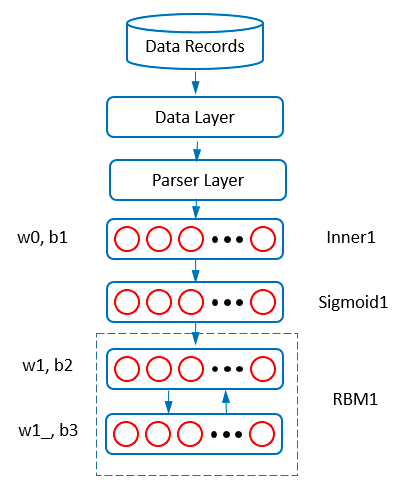 Data Records
Data Layer
Parser Layer
w0, b1
Inner1
Sigmoid1
w1, b2
RBM1
w1_, b3